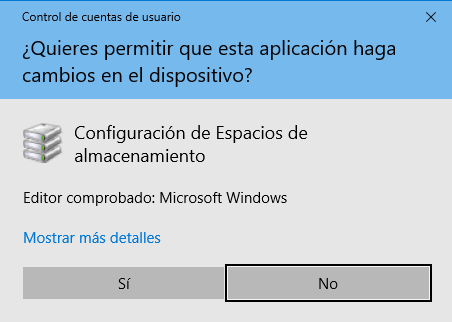 Control de cuentas de usuario
¿Quieres permitir que esta aplicación haga
cambios en el dispositivo?
Configuración de Espacios de
almacenamiento
Editor comprobado: Microsoft Windows
Mostrar más detalles
Sí
No